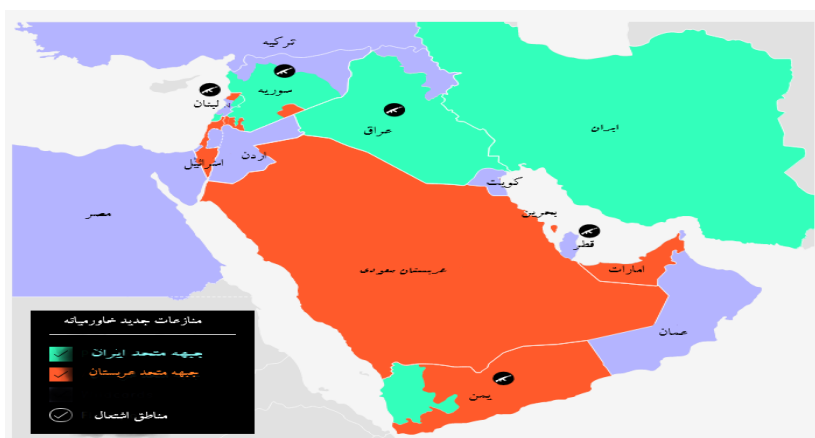 ترکیه
سوریه
لبنان
عراق
ایران
اسرائیل
اردن
کویت
مصر
بحرین
قطر
عربستان سعودی
امارات
عمان
یمن
منازعات جدید خاورمیانه
جبهه متحد ایران
جبهه متحد عربستان
مناطق اشتعال